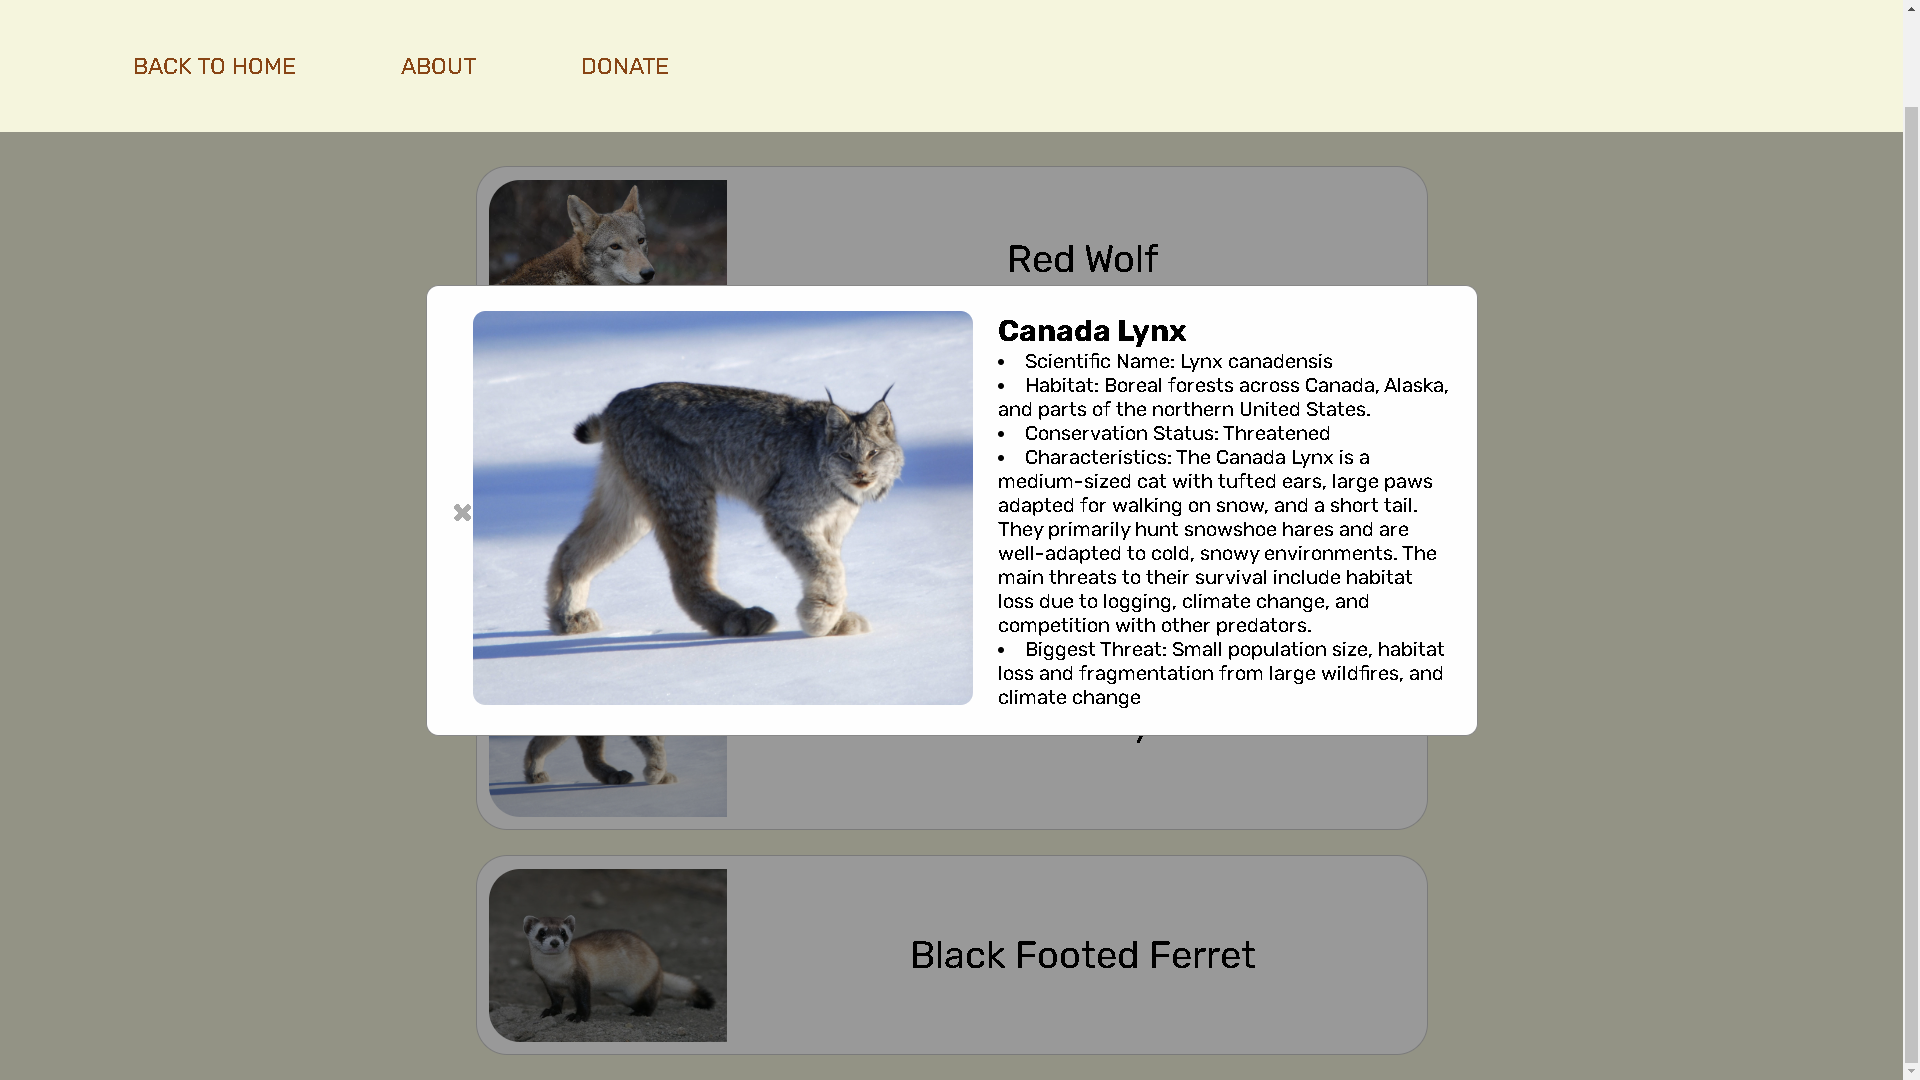 BACK TO HOME ABOUT DONATE
Red Wolf
Canada Lynx
• Scientific Name: Lynx canadensis
• Habitat: Boreal forests across Canada, Alaska,
and parts of the northern United States.
• Conservation Status: Threatened
• Characteristics: The Canada Lynx is a
medium-sized cat with tufted ears, large paws
adapted for walking on snow, and a short tail.
They primarily hunt snowshoe hares and are
well-adapted to cold, snowy environments. The
main threats to their survival include habitat
loss due to logging, climate change, and
competition with other predators.
• Biggest Threat: Small population size, habitat
loss and fragmentation from large wildfires, and
climate change
Black Footed Ferret